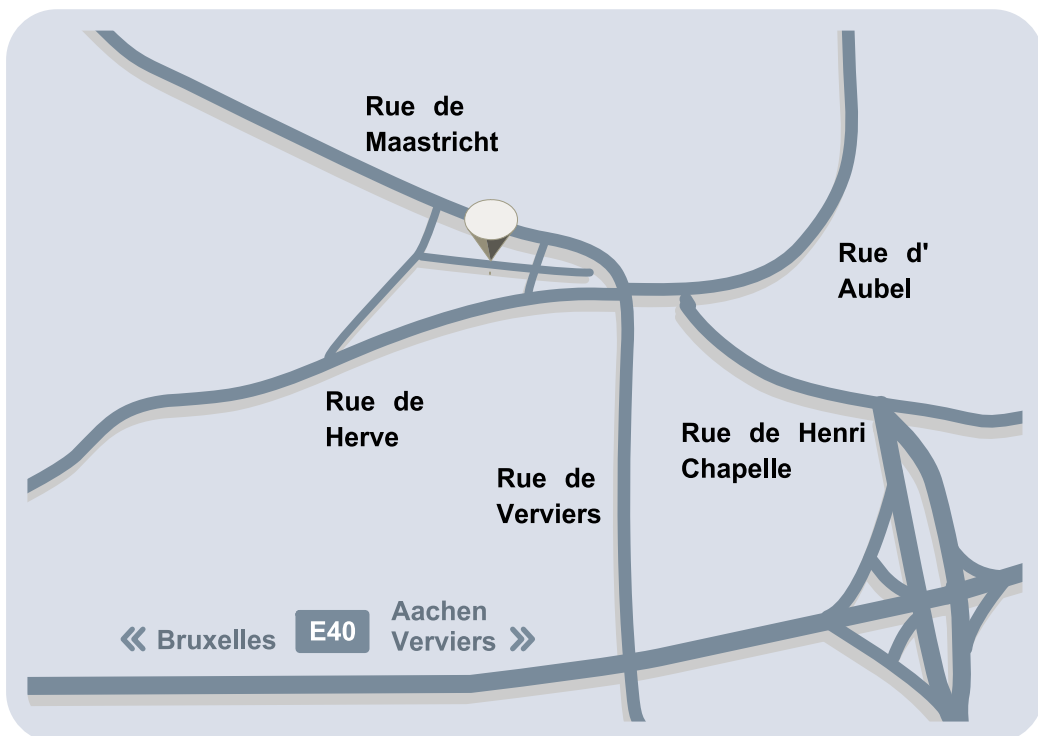 Rue de
Maastricht
Rue d'
Aubel
Rue de
Herve
Rue de Henri
Chapelle
Rue de
Verviers
« Bruxelles
E40
Aachen
Verviers »